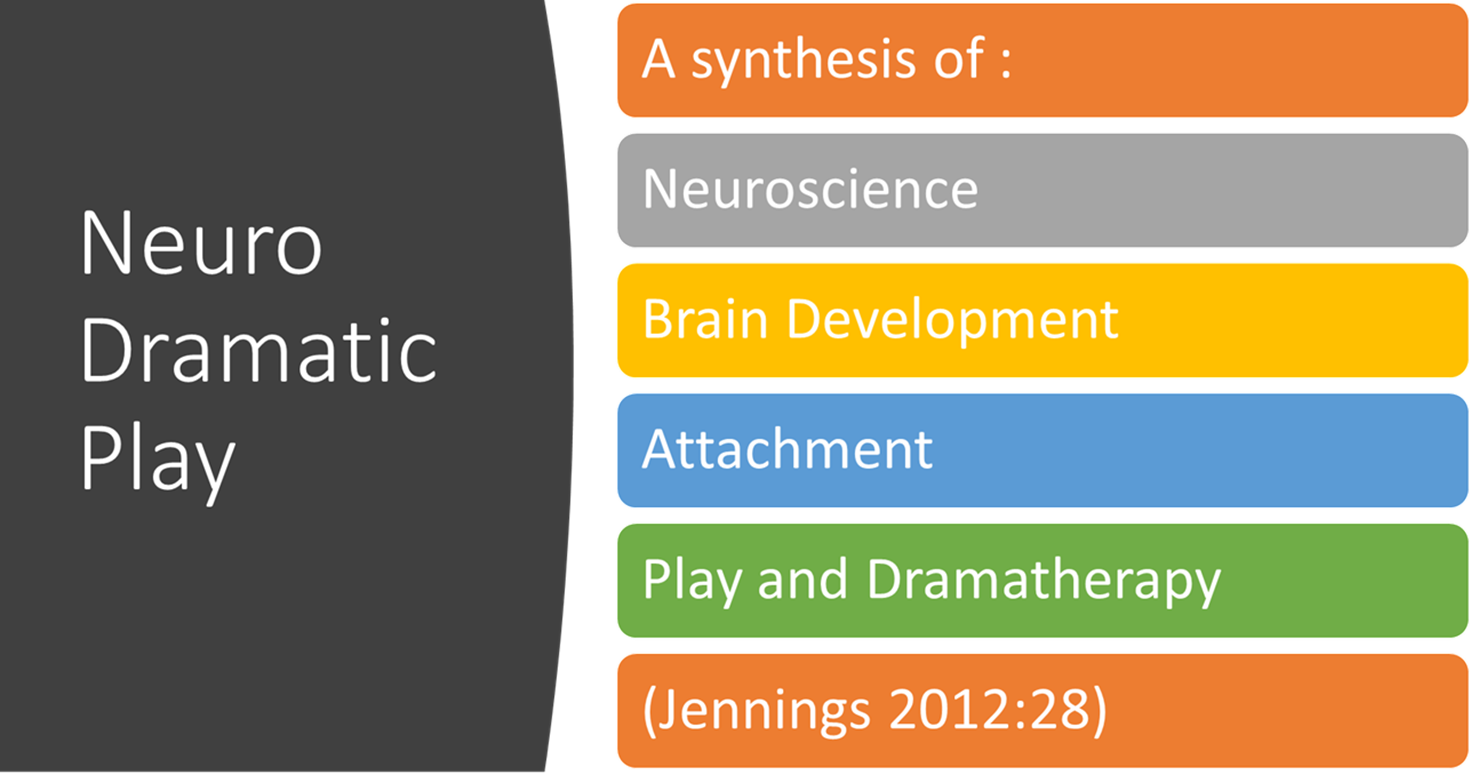 Neuro
Dramatic
Play
A synthesis of :
Neuroscience
Brain Development
Attachment
Play and Dramatherapy
(Jennings 2012:28)